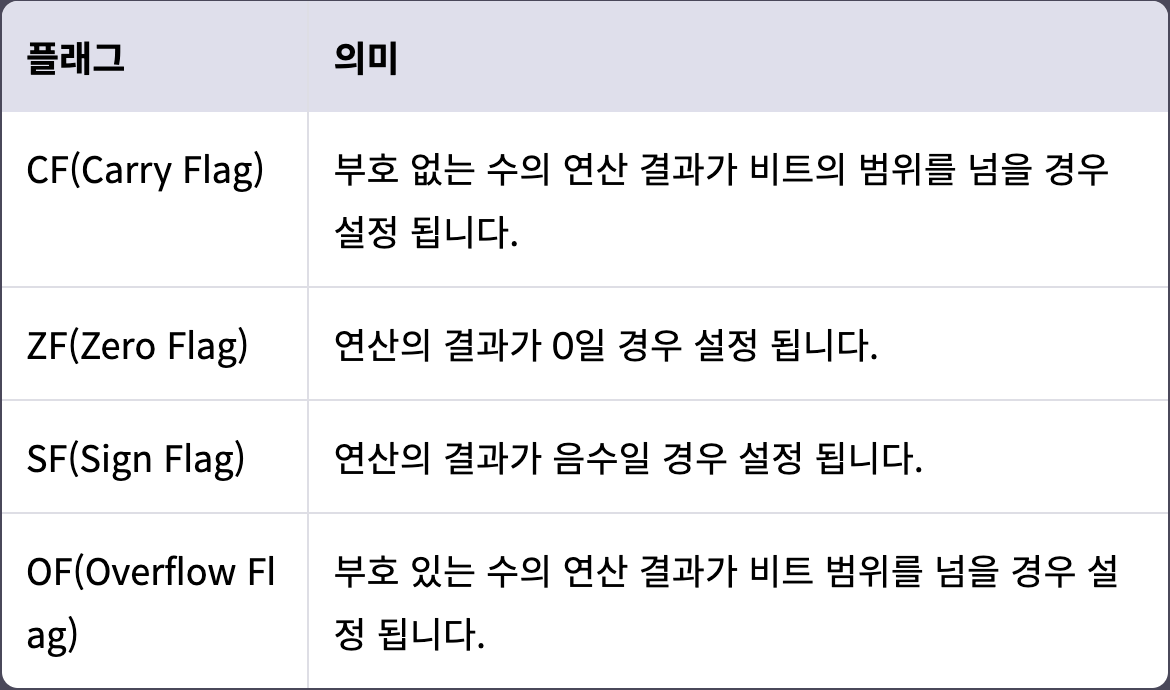 플래그 의미
CF(Carry Flag) 부호 없는 수의 연산 결과가 비트의 범위를 넘을 경우
설정 됩니다.
ZF(Zero Flag) 연산의 결과가 0일 경우 설정 됩니다.
SF(Sign Flag) 연산의 결과가 음수일 경우 설정 됩니다.
OF(Overflow Fl 부호 있는 수의 연산 결과가 비트 범위를 넘을 경우 설
ag) 정 됩니다.